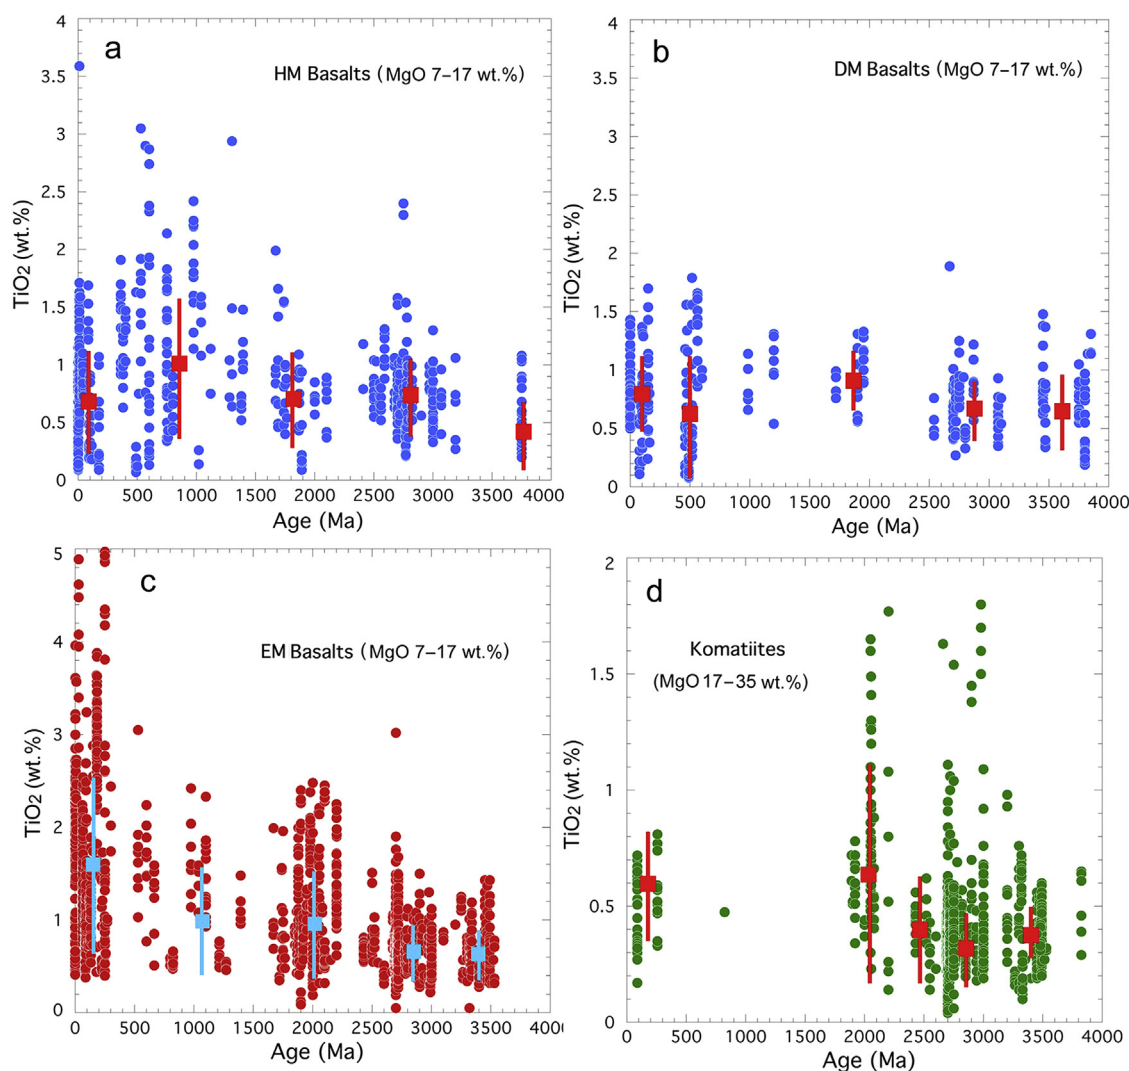 a
HM Basalts (MgO 7-17 wt.%)
TiO2 (wt.%)
4
3.5
3
2.5
2
1.5
1
0.5
0
0 500 1000 1500 2000 2500 3000 3500 4000
Age (Ma)
b
DM Basalts (MgO 7-17 wt.%)
TiO2 (wt.%)
4
3.5
3
2.5
2
1.5
1
0.5
0
0 500 1000 1500 2000 2500 3000 3500 4000
Age (Ma)
c
EM Basalts (MgO 7-17 wt.%)
TiO2 (wt.%)
5
4
3
2
1
0
0 500 1000 1500 2000 2500 3000 3500 4000
Age (Ma)
d
Komatiites
(MgO 17-35 wt.%)
TiO2 (wt.%)
2
1.5
1
0.5
0
0 500 1000 1500 2000 2500 3000 3500 4000
Age (Ma)